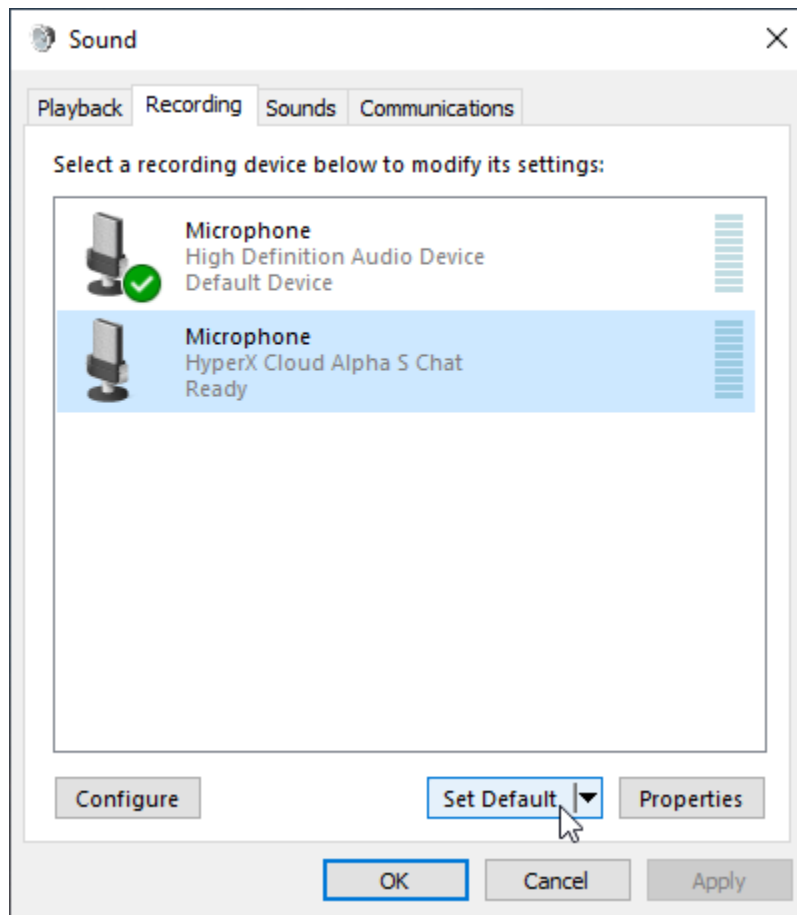 Sound
Playback Recording Sounds Communications
Select a recording device below to modify its settings:
Microphone
High Definition Audio Device
Default Device
Microphone
HyperX Cloud Alpha S Chat
Ready
Configure Set Default Properties
OK Cancel Apply